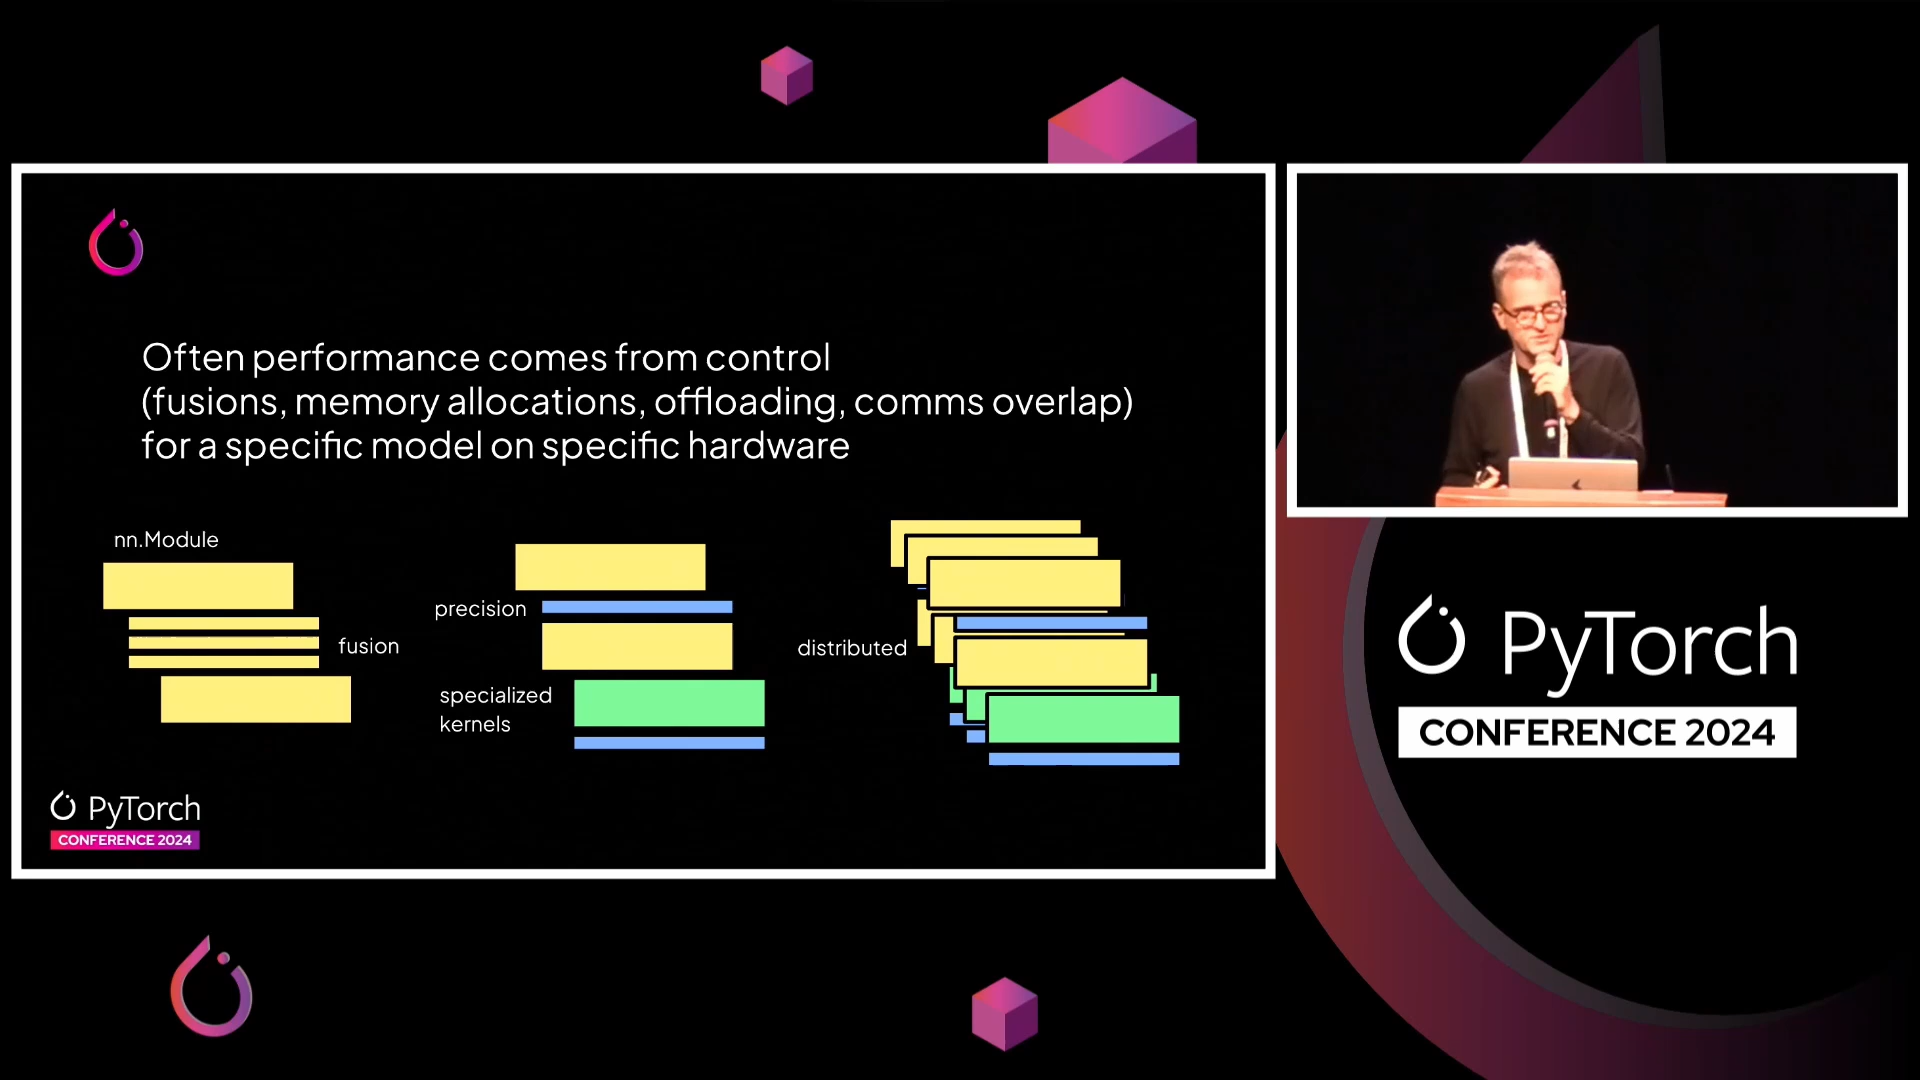 Often performance comes from control
(fusions, memory allocations, offloading, comms overlap)
for a specific model on specific hardware
nn.Module
fusion
precision
specialized
kernels
distributed
PyTorch
CONFERENCE 2024
PyTorch
CONFERENCE 2024